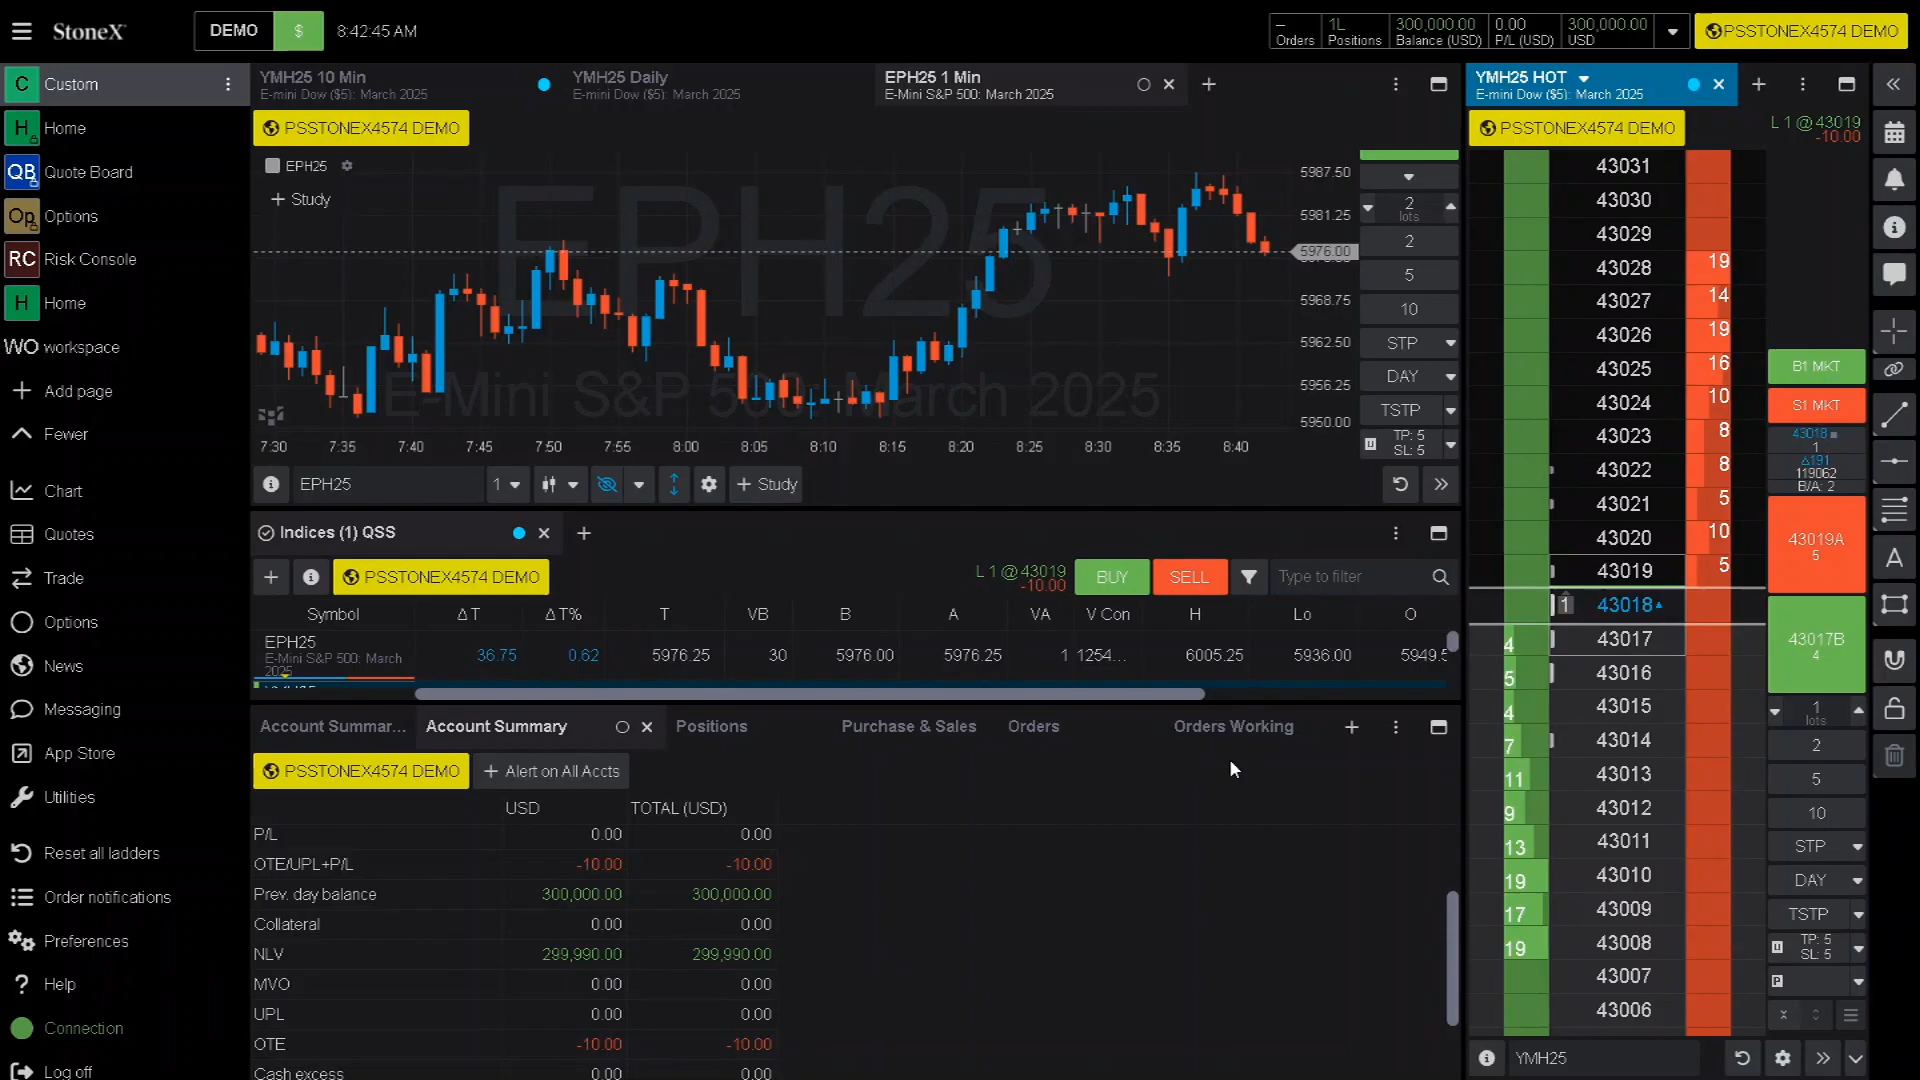 StoneX
DEMO $ 8:42:45 AM
– Orders
1L Positions
300,000.00 Balance (USD)
0.00 P/L (USD)
300,000.00 USD
PSSTONEX4574 DEMO
C Custom
H Home
QB Quote Board
Op Options
RC Risk Console
H Home
WO workspace
Add page
Fewer
Chart
Quotes
Trade
Options
News
Messaging
App Store
Utilities
Reset all ladders
Order notifications
Preferences
? Help
Connection
Log off
YMH25 10 Min
E-mini Dow ($5): March 2025
YMH25 Daily
E-mini Dow ($5): March 2025
EPH25 1 Min
E-Mini S&P 500: March 2025
PSSTONEX4574 DEMO
EPH25
+ Study
EPH25
E-Mini S&P 500: March 2025
5987.50
5981.25
5976.00
5968.75
5962.50
5956.25
5950.00
7:30 7:35 7:40 7:45 7:50 7:55 8:00 8:05 8:10 8:15 8:20 8:25 8:30 8:35 8:40
2
lots
2
5
10
STP
DAY
TSTP
TP: 5
SL: 5
EPH25 1 + Study
Indices (1) QSS
PSSTONEX4574 DEMO
L 1 @ 43019
-10.00
BUY SELL Type to filter
Symbol Δ T Δ T% T VB B A VA V Con H Lo O
EPH25 36.75 0.62 5976.25 30 5976.00 5976.25 1 1254... 6005.25 5936.00 5949.5
E-Mini S&P 500: March
2025
Account Summar... Account Summary Positions Purchase & Sales Orders Orders Working
PSSTONEX4574 DEMO + Alert on All Accts
USD TOTAL (USD)
P/L 0.00 0.00
OTE/UPL+P/L -10.00 -10.00
Prev. day balance 300,000.00 300,000.00
Collateral 0.00 0.00
NLV 299,990.00 299,990.00
MVO 0.00 0.00
UPL 0.00 0.00
OTE -10.00 -10.00
Cash excess 0.00 0.00
YMH25 HOT
E-mini Dow ($5): March 2025
PSSTONEX4574 DEMO
L 1 @ 43019
-10.00
43031
43030
43029
43028 19
43027 14
43026 19
43025 16
43024 10
43023 8
43022 8
43021 5
43020 10
43019 5
1 43018
4 43017
5 43016
4 43015
7 43014
11 43013
9 43012
13 43011
19 43010
17 43009
19 43008
43007
43006
B1 MKT
S1 MKT
43018
1
Δ191
119062
B/A: 2
43019A
5
43017B
4
1
lots
2
5
10
STP
DAY
TSTP
TP: 5
SL: 5
P
YMH25